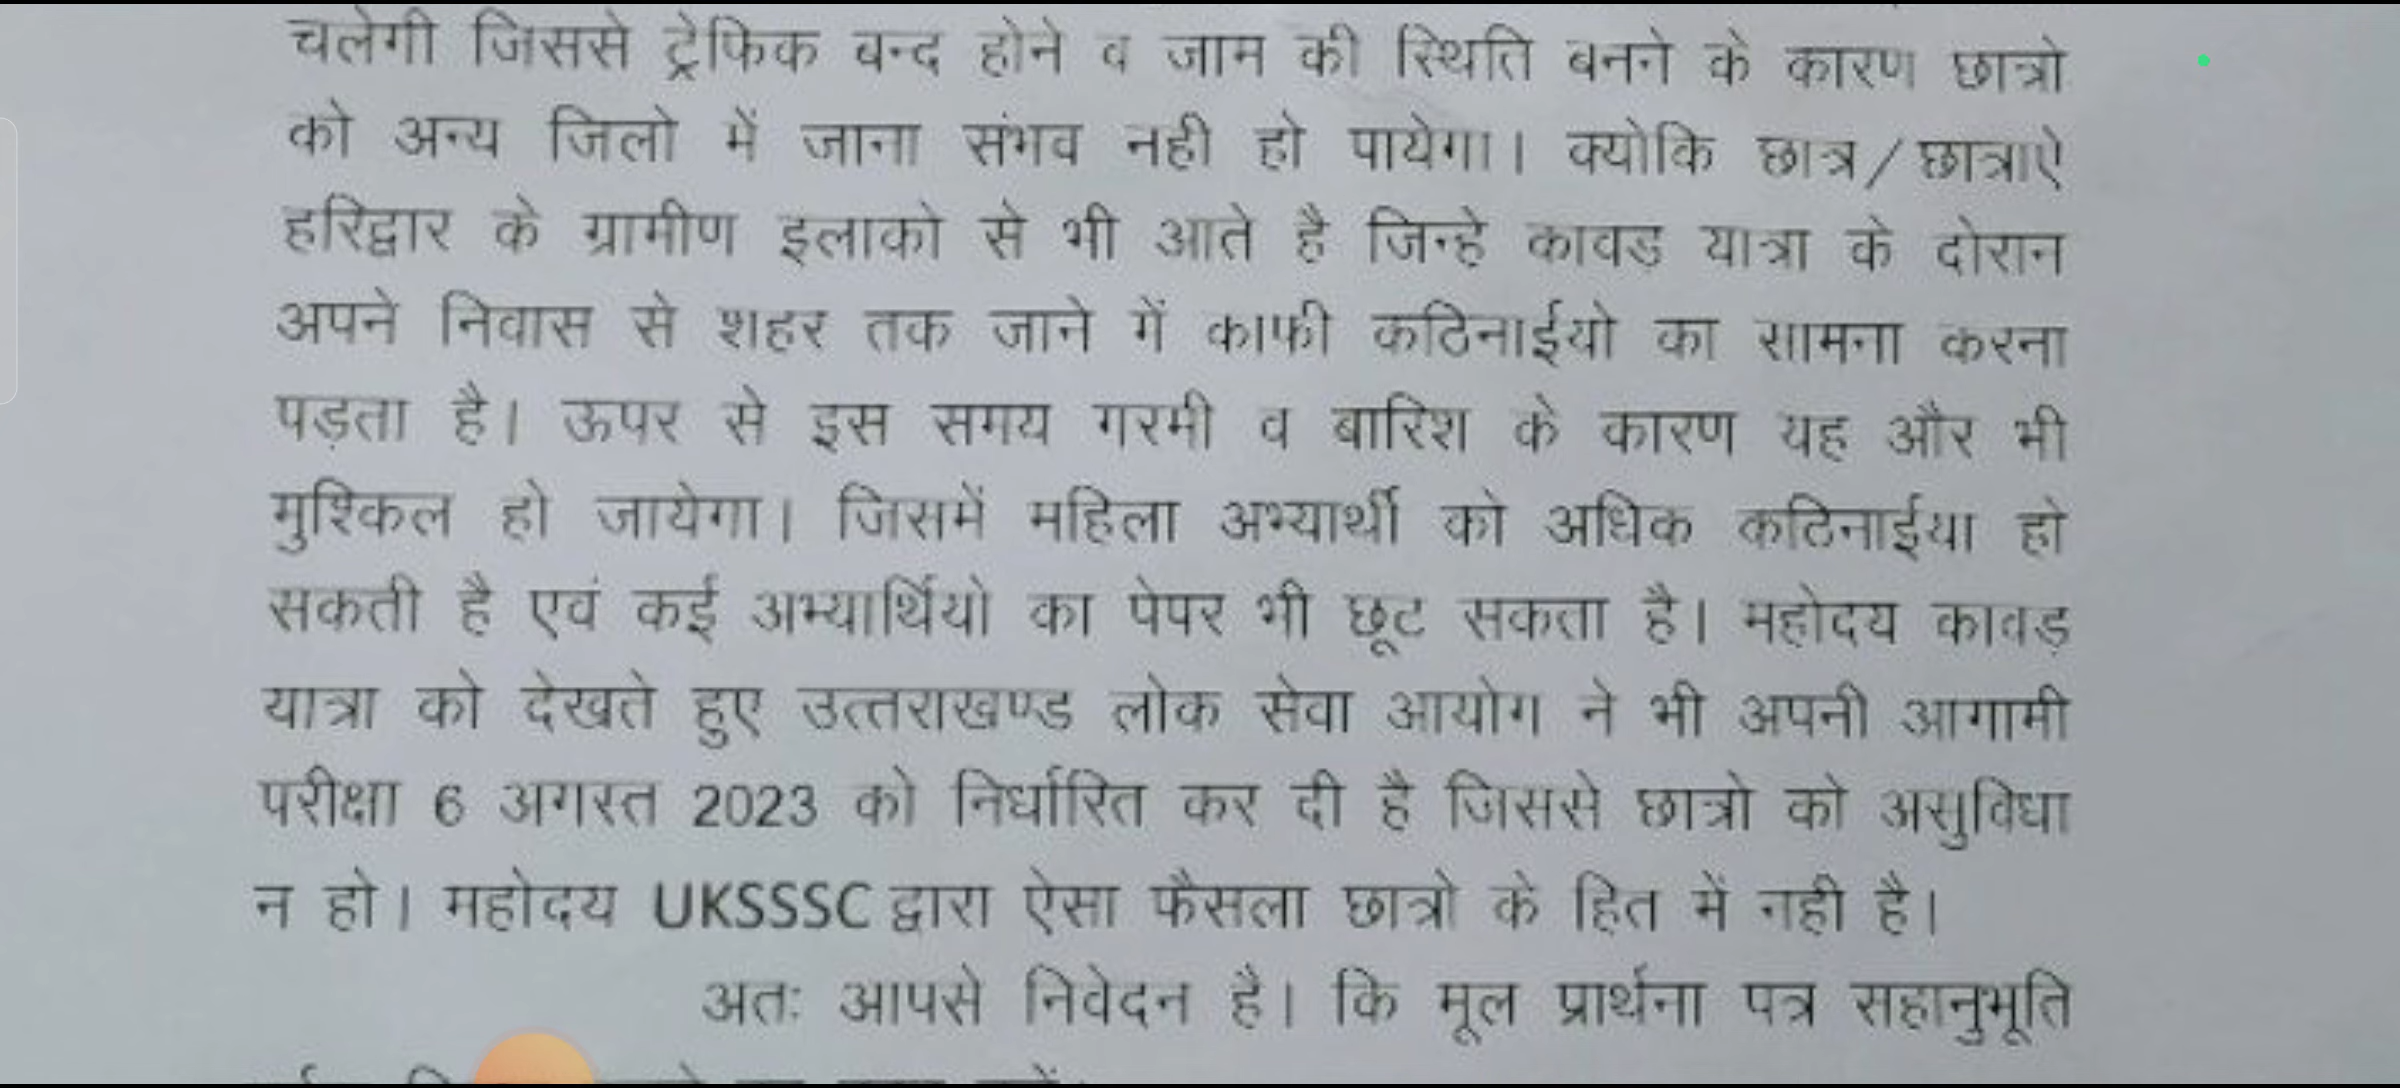 चलेगी जिससे ट्रेफिक बन्द होने व जाम की स्थिति बनने के कारण छात्रो
को अन्य जिलो में जाना संभव नही हो पायेगा। क्योकि छात्र/छात्राऐ
हरिद्वार के ग्रामीण इलाको से भी आते है जिन्हे कावड यात्रा के दोरान
अपने निवास से शहर तक जाने में काफी कठिनाईयो का सामना करना
पड़ता है। ऊपर से इस समय गरमी व बारिश के कारण यह और भी
मुश्किल हो जायेगा। जिसमें महिला अभ्यार्थी को अधिक कठिनाईया हो
सकती है एवं कई अभ्यार्थियो का पेपर भी छूट सकता है। महोदय कावड़
यात्रा को देखते हुए उत्तराखण्ड लोक सेवा आयोग ने भी अपनी आगामी
परीक्षा 6 अगस्त 2023 को निर्धारित कर दी है जिससे छात्रो को असुविधा
न हो। महोदय UKSSSC द्वारा ऐसा फैसला छात्रो के हित में नही है।
अतः आपसे निवेदन है। कि मूल प्रार्थना पत्र सहानुभूति